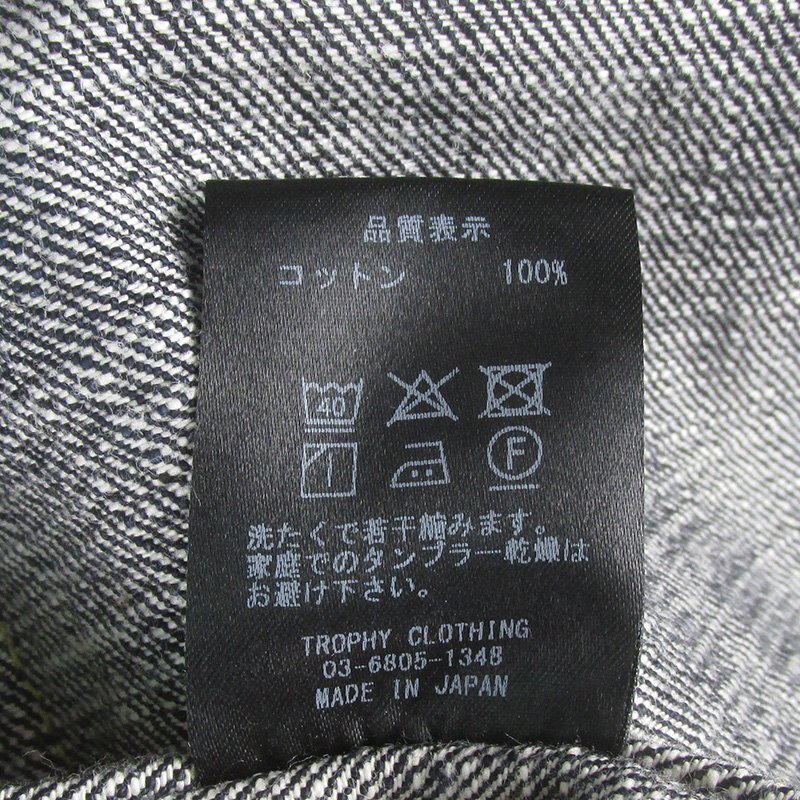 品質表示
コットン 100%
40
F
洗たくで若干縮みます。
家庭でのタンブラー乾燥は
お避け下さい。
TROPHY CLOTHING
03-6805-1348
MADE IN JAPAN